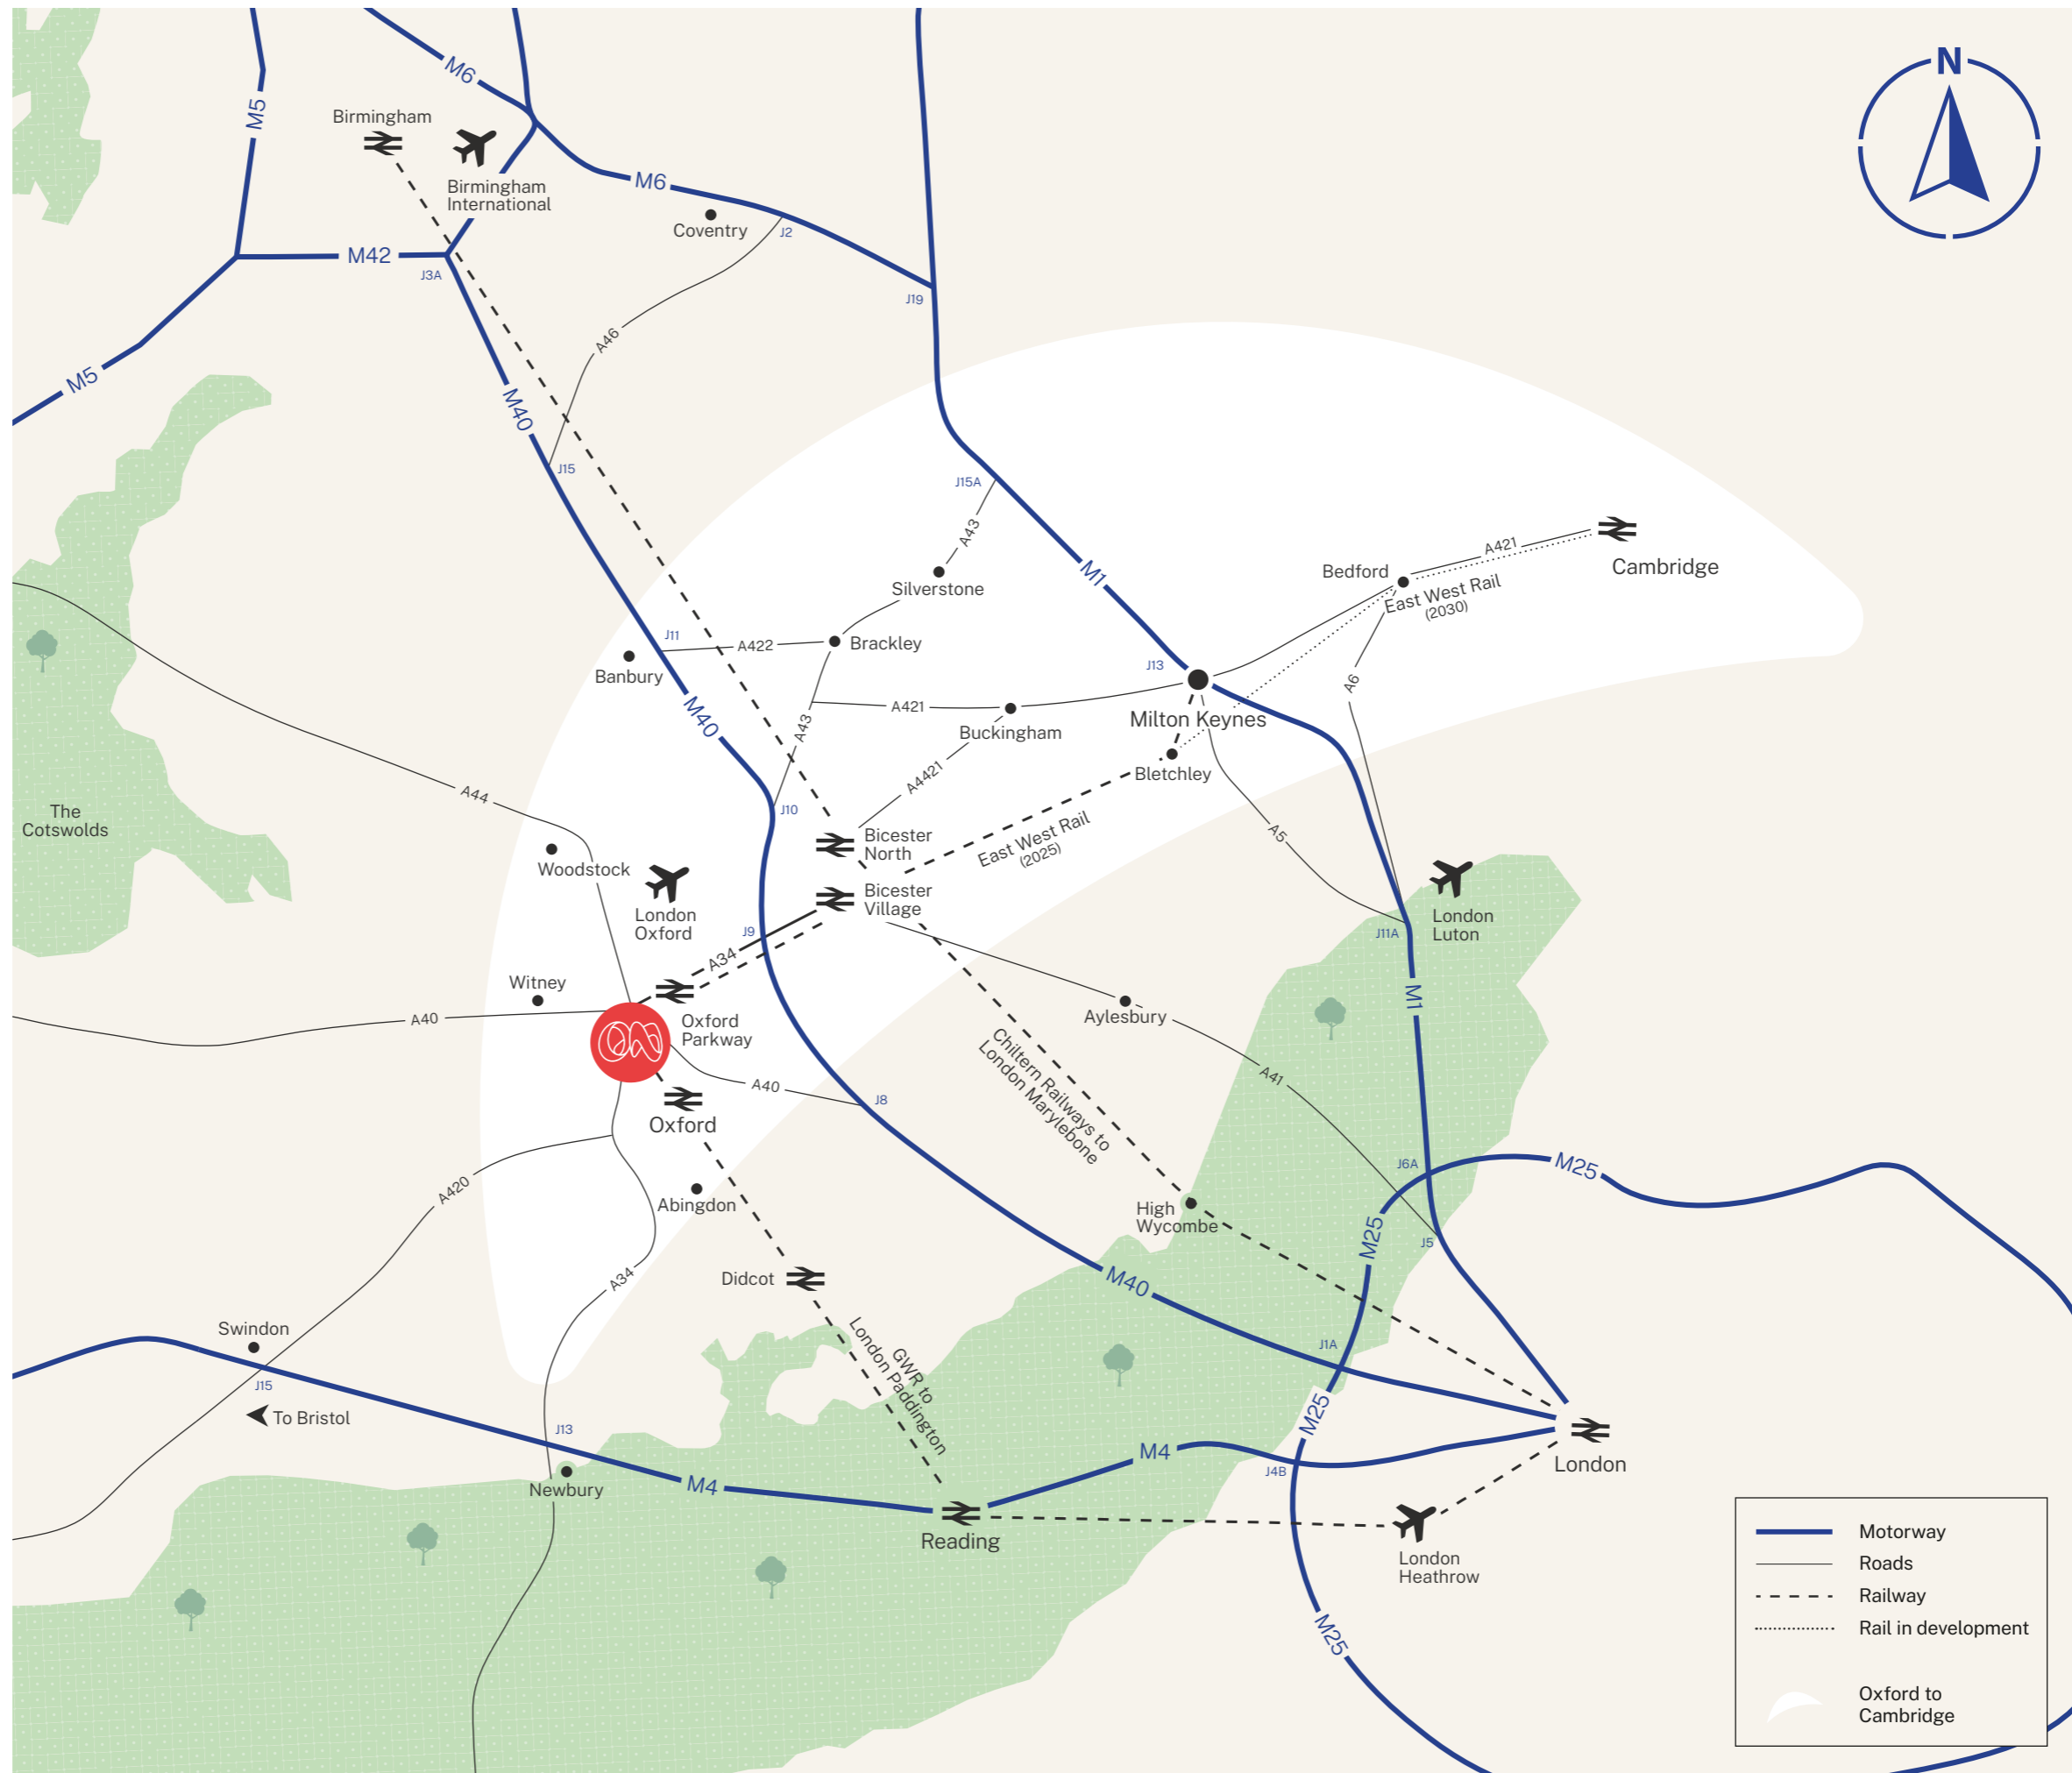 N
M6
M5
Birmingham
Birmingham
International
M6
Coventry
J2
M42
J3A
J19
A46
M5
M40
J15
J15A
A43
M1
A421
Cambridge
Bedford
East West Rail
(2030)
Silverstone
J11
A422
Brackley
Banbury
J13
A6
M40
A421
A43
Buckingham
Milton Keynes
Bletchley
A4421
A44
J10
The
Cotswolds
East West Rail
(2025)
A5
Bicester
North
Woodstock
Bicester
Village
London
Oxford
London
Luton
J9
J11A
A34
Witney
M1
A40
Oxford
Parkway
Aylesbury
Chiltern Railways to
London Marylebone
A41
A40
J8
Oxford
J6A
M25
A420
Abingdon
High
Wycombe
M25
J5
A34
Didcot
M40
Swindon
J1A
GWR to
London Paddington
J15
To Bristol
M25
J13
M4
J4B
London
M4
Newbury
Reading
London
Heathrow
M25
Motorway
Roads
Railway
Rail in development
Oxford to
Cambridge